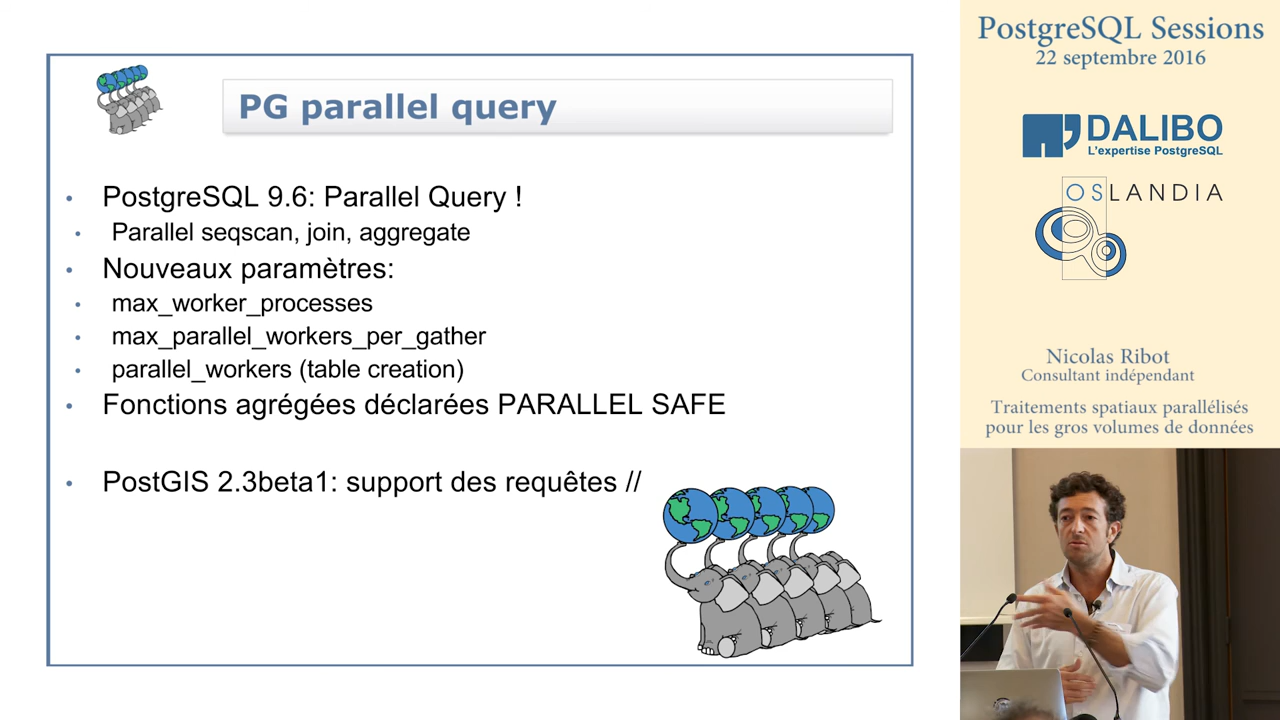 PG parallel query
• PostgreSQL 9.6: Parallel Query !
• Parallel seqscan, join, aggregate
• Nouveaux paramètres:
• max_worker_processes
• max_parallel_workers_per_gather
• parallel_workers (table creation)
• Fonctions agrégées déclarées PARALLEL SAFE
• PostGIS 2.3beta1: support des requêtes //
PostgreSQL Sessions
22 septembre 2016
DALIBO
L'expertise PostgreSQL
OSLANDIA
Nicolas Ribot
Consultant indépendant
Traitements spatiaux parallélisés
pour les gros volumes de données